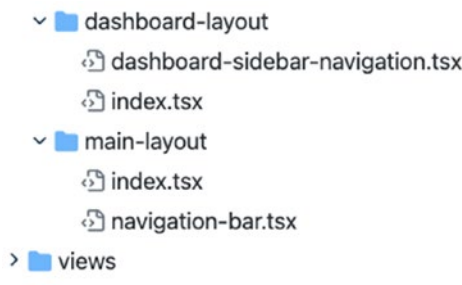 dashboard-layout
dashboard-sidebar-navigation.tsx
index.tsx
main-layout
index.tsx
navigation-bar.tsx
views